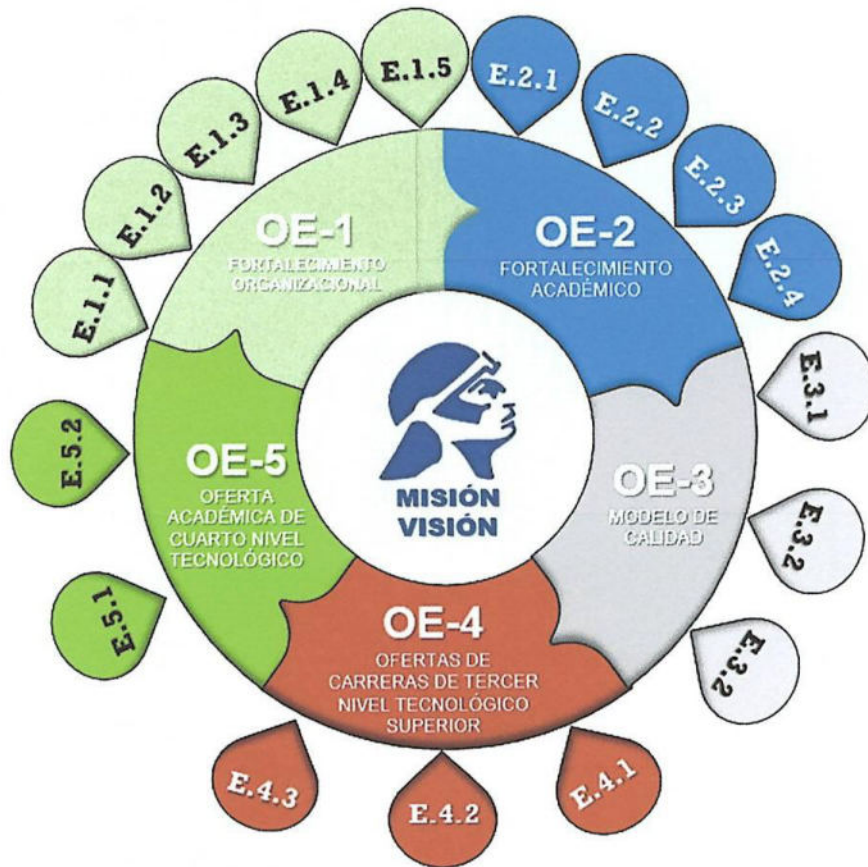 E.1.1
E.1.2
E.1.3
E.1.4
E.1.5
E.2.1
E.2.2
E.2.3
E.2.4
E.3.1
E.3.2
E.3.2
E.4.1
E.4.2
E.4.3
E.5.1
E.5.2
OE-1
FORTALECIMIENTO
ORGANIZACIONAL
OE-2
FORTALECIMIENTO
ACADÉMICO
OE-3
MODELO DE
CALIDAD
OE-4
OFERTAS DE
CARRERAS DE TERCER
NIVEL TECNOLÓGICO
SUPERIOR
OE-5
OFERTA
ACADÉMICA DE
CUARTO NIVEL
TECNOLÓGICO
MISIÓN
VISIÓN